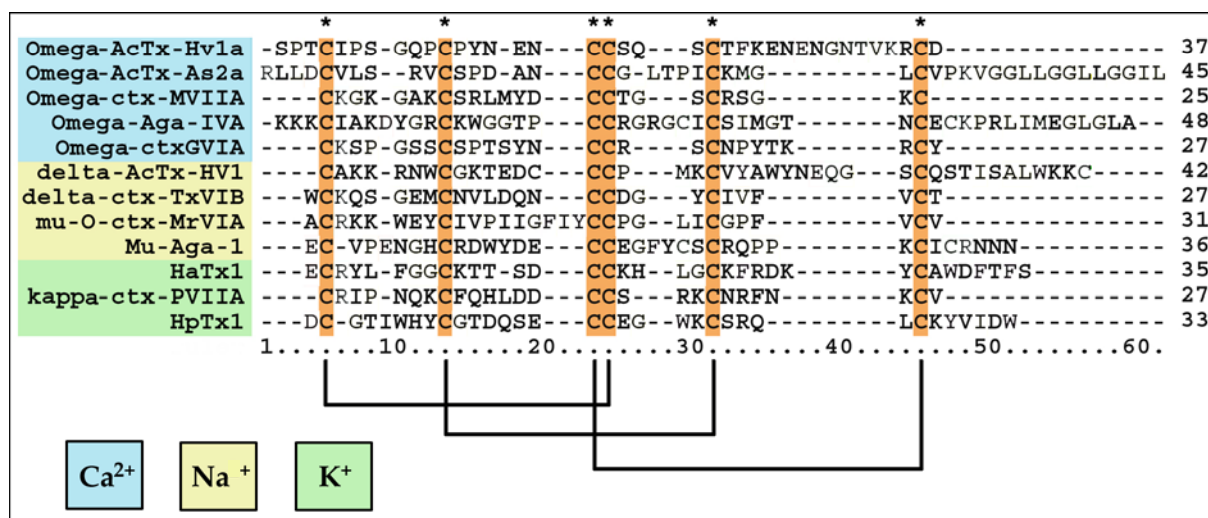 * * ** * *
Omega-AcTx-Hv1a -SPTCIPS-GQPCPYN-EN---CCSQ---SCTFKENENGNTVKRCD--------------- 37
Omega-AcTx-As2a RLLDCVLS--RVCSPD-AN---CCG-LTPICKMG---------LCVPKVGGLLGGLLGGIL 45
Omega-ctx-MVIIA ----CKGK-GAKCSRLMYD---CCTG---SCRSG---------KC---------------- 25
Omega-Aga-IVA -KKKCIAKDYGRCKWGGTP---CCRGRGCICSIMGT-------NCECKPRLIMEGLGLA-- 48
Omega-ctxGVIA ----CKSP-GSSCSPTSYN---CCR----SCNPYTK-------RCY--------------- 27
delta-AcTx-HV1 ----CAKK-RNWCGKTEDC---CCP---MKCVYAWYNEQG---SCQSTISALWKKC----- 42
delta-ctx-TxVIB ---WCKQS-GEMCNVLDQN---CCDG---YCIVF---------VCT--------------- 27
mu-O-ctx-MrVIA ---ACRKK-WEYCIVPIIGFIYCCPG--LICGPF---------VCV--------------- 31
Mu-Aga-1 ---EC-VPENGHCRDWYDE---CCEGFYCSCRQPP--------KCICRNNN---------- 36
HaTx1 ---ECRYL-FGGCKTT-SD---CCKH--LGCKFRDK-------YCAWDFTFS--------- 35
kappa-ctx-PVIIA ----CRIP-NQKCFQHLDD---CCS---RKCNRFN--------KCV--------------- 27
HpTx1 ---DC-GTIWHYCGTDQSE---CCEG--WKCSRQ---------LCKYVIDW---------- 33
1.......10........20........30........40........50........60.
Ca²⁺ Na⁺ K⁺